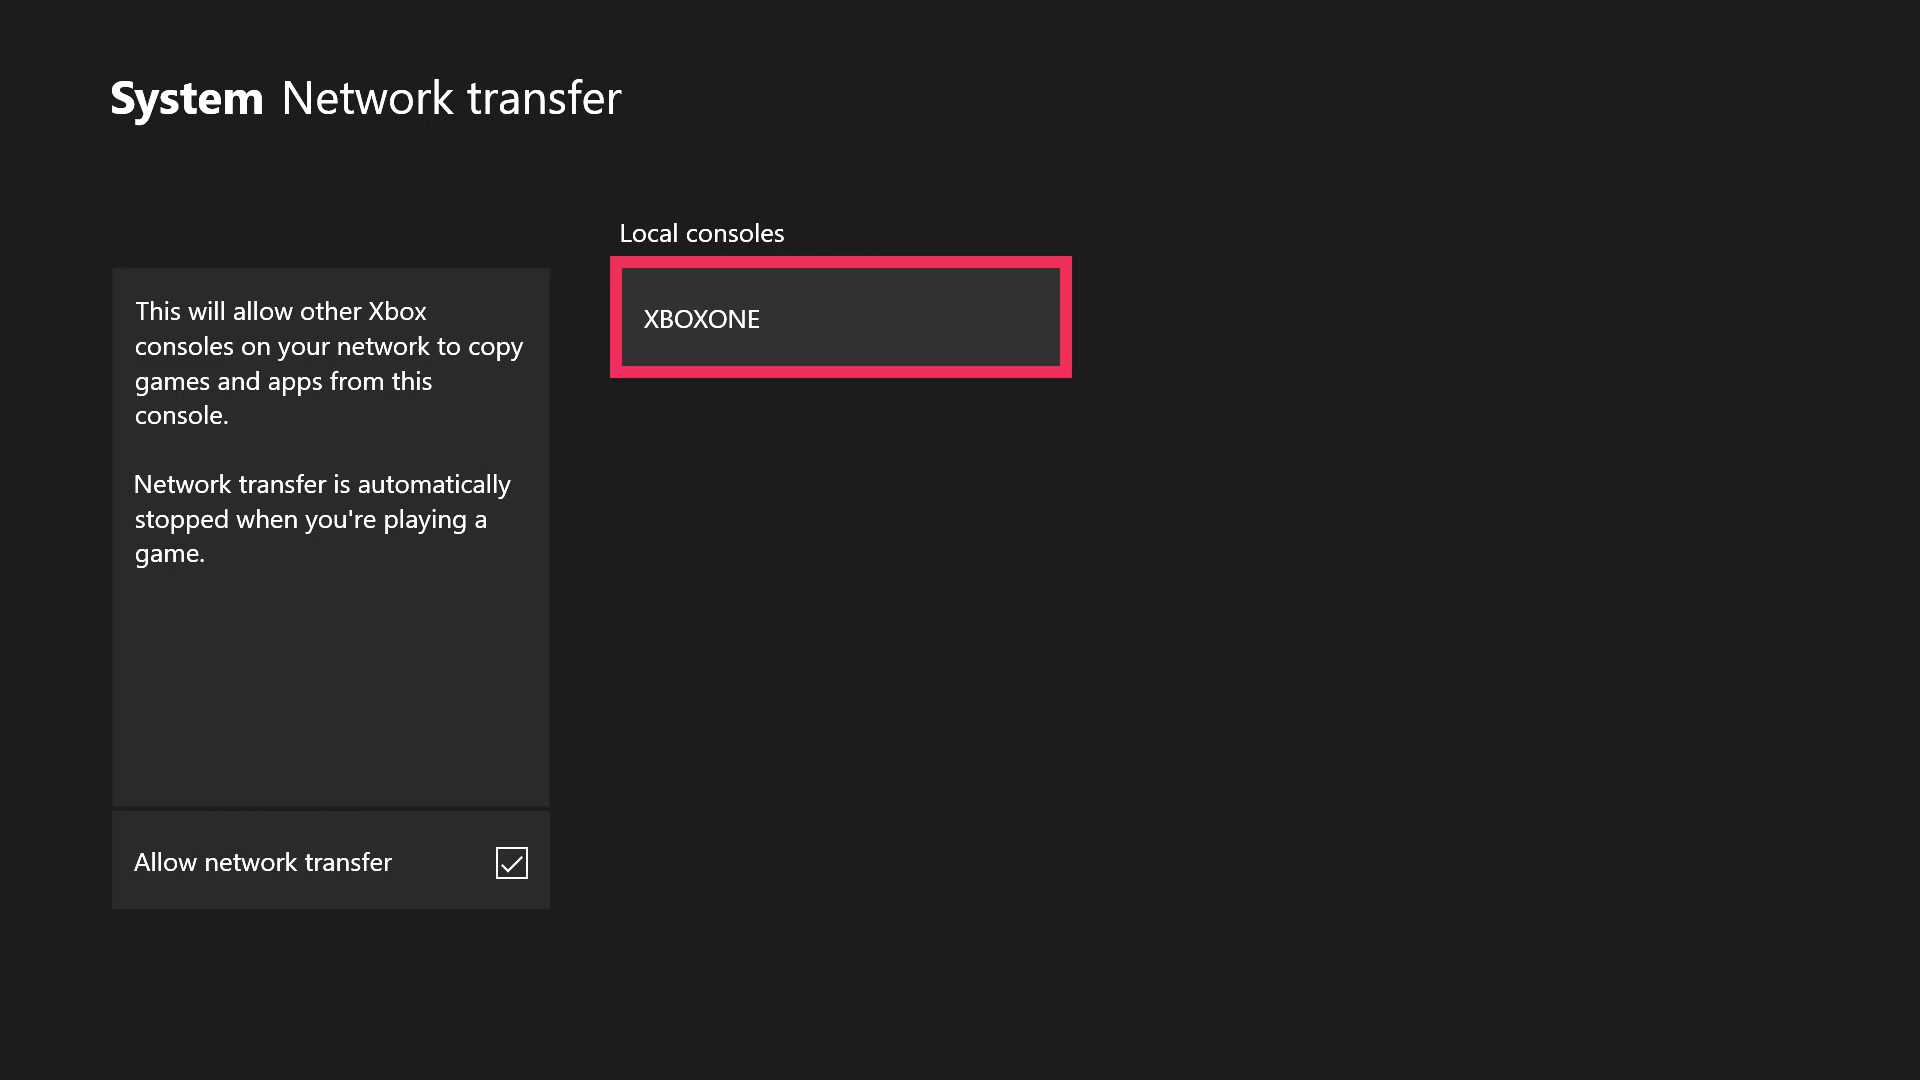 System Network transfer
Local consoles
XBOXONE
This will allow other Xbox
consoles on your network to copy
games and apps from this
console.
Network transfer is automatically
stopped when you're playing a
game.
Allow network transfer